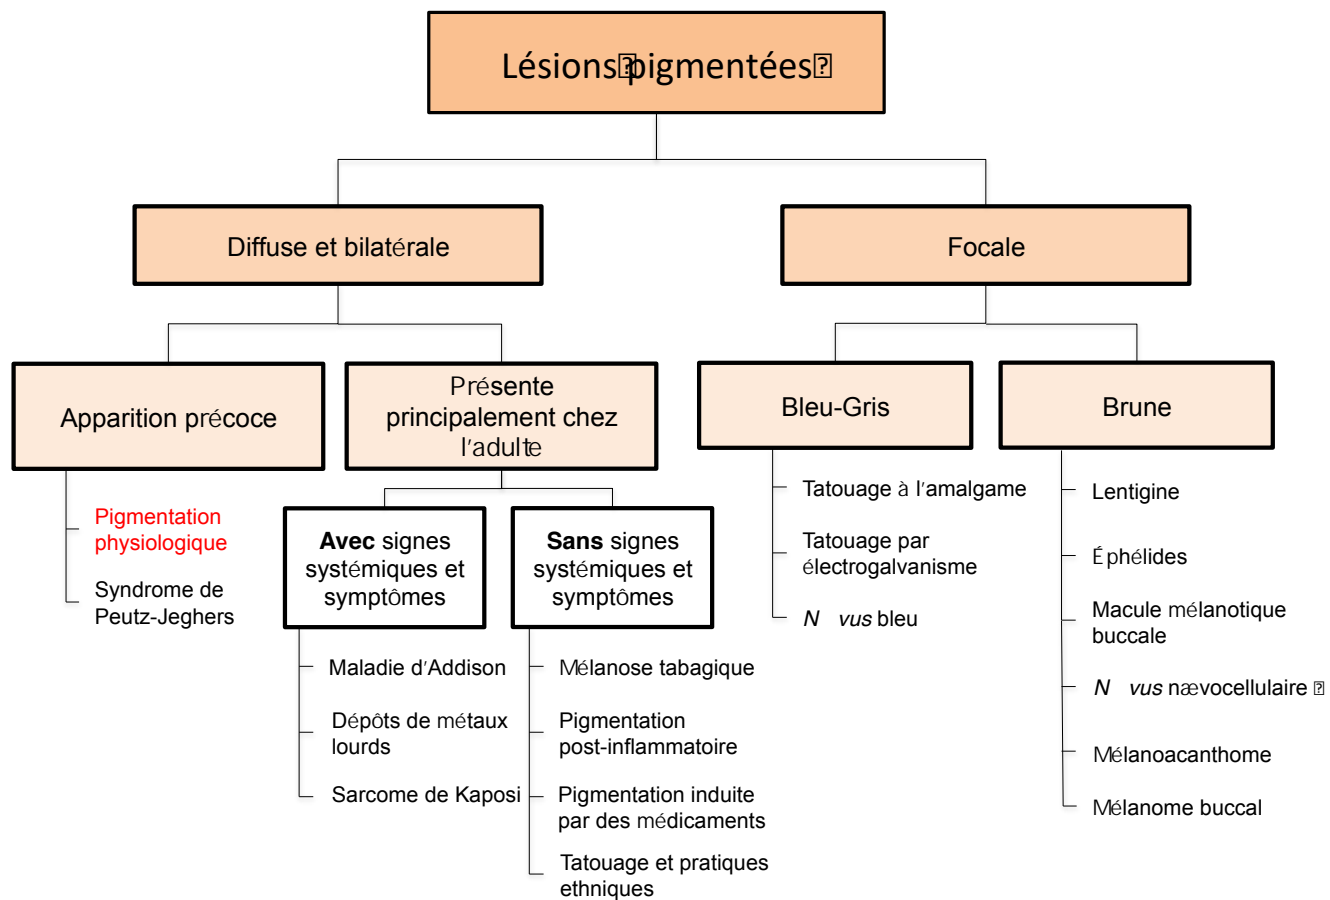 Lésions pigmentées
Diffuse et bilatérale
Focale
Apparition précoce
Présente
principalement chez
l'adulte
Bleu-Gris
Brune
Pigmentation
physiologique
Syndrome de
Peutz-Jeghers
Avec signes
systémiques et
symptômes
Sans signes
systémiques et
symptômes
Maladie d'Addison
Dépôts de métaux
lourds
Sarcome de Kaposi
Mélanose tabagique
Pigmentation
post-inflammatoire
Pigmentation induite
par des médicaments
Tatouage et pratiques
ethniques
Tatouage à l'amalgame
Tatouage par
électrogalvanisme
N vus bleu
Lentigine
Éphélides
Macule mélanotique
buccale
N vus nævocellulaire
Mélanoacanthome
Mélanome buccal